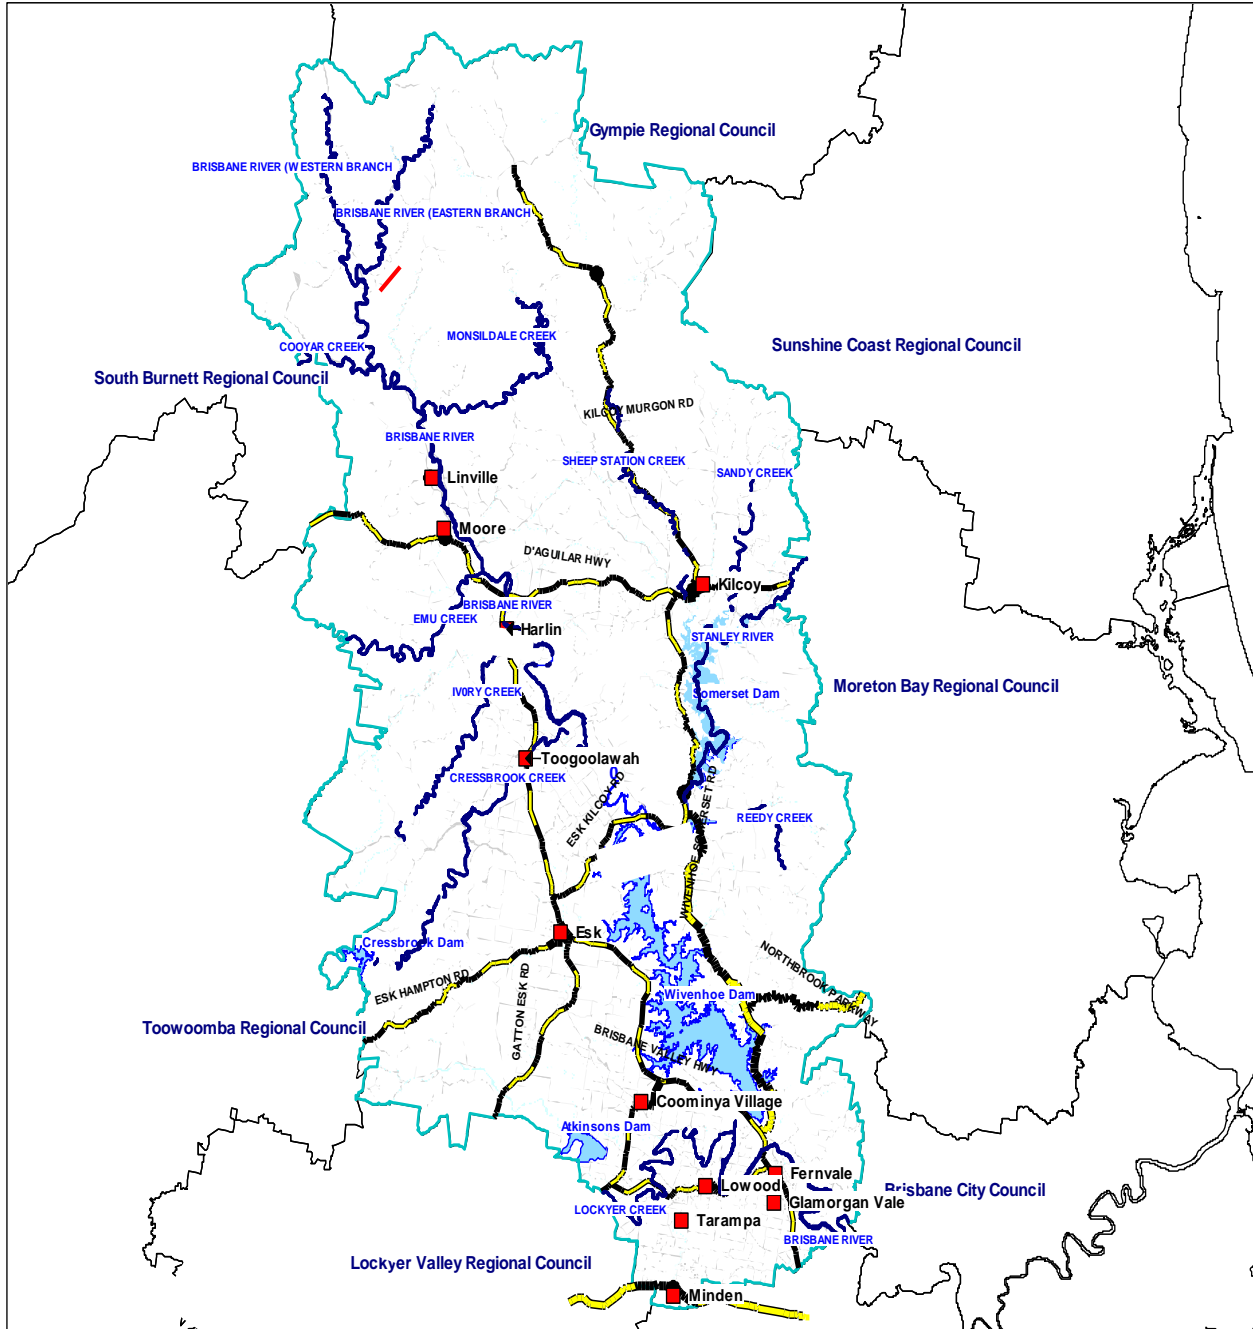 Gympie Regional Council
BRISBANE RIVER (WESTERN BRANCH
BRISBANE RIVER (EASTERN BRANCH
MONSILDALE CREEK
COOYAR CREEK
Sunshine Coast Regional Council
South Burnett Regional Council
KILCOY MURGON RD
BRISBANE RIVER
SHEEP STATION CREEK
SANDY CREEK
Linville
Moore
D'AGUILAR HWY
Kilcoy
BRISBANE RIVER
EMU CREEK
Harlin
STANLEY RIVER
IV0RY CREEK
Somerset Dam
Moreton Bay Regional Council
Toogoolawah
CRESSBROOK CREEK
0
ESK KILCOY RD
WIVENHOE SOMERSET RD
REEDY CREEK
Esk
Cressbrook Dam
ESK HAMPTON RD
GATTON ESK RD
NORTHBROOK PARKWAY
Wivenhoe Dam
Toowoomba Regional Council
BRISBANE VALLEY HWY
Coominya Village
Atkinsons Dam
Fernvale
Lowood
Brisbane City Council
Glamorgan Vale
LOCKYER CREEK
Tarampa
BRISBANE RIVER
Lockyer Valley Regional Council
Minden